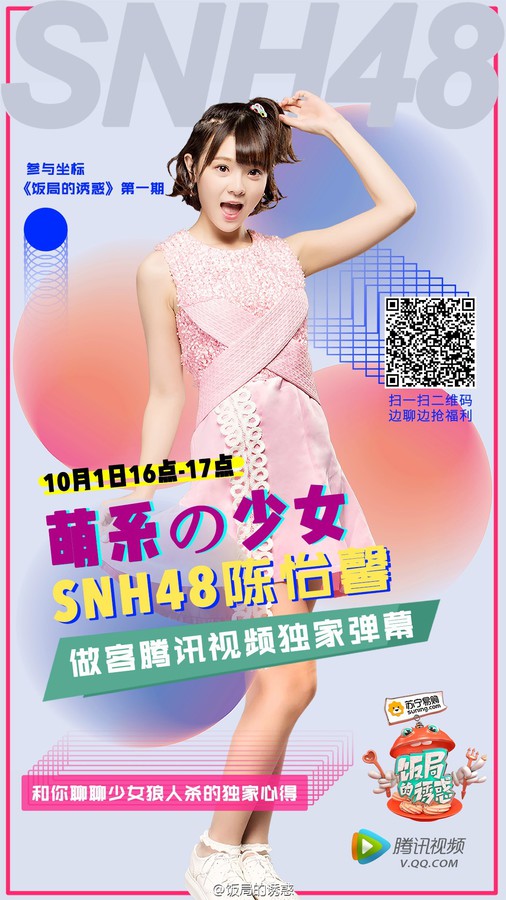 SNH48
参与坐标
《饭局的诱惑》第一期
扫一扫二维码
边聊边抢福利
10月1日16点-17点
萌系の少女
SNH48陈怡馨
做客腾讯视频独家弹幕
苏宁易购
suning.com
饭局
的诱惑
和你聊聊少女狼人杀的独家心得
腾讯视频
V.QQ.COM
@饭局的诱惑